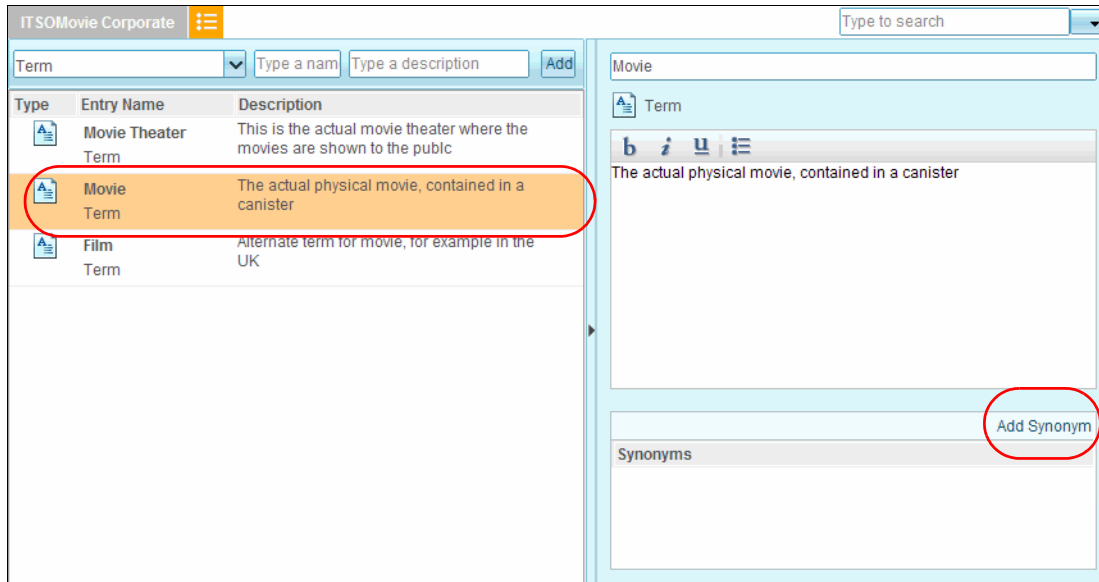 ITSOMovie Corporate
Type to search
Term
Type a nam
Type a description
Add
Type Entry Name Description
Movie Theater
Term
This is the actual movie theater where the
movies are shown to the publc
Movie
Term
The actual physical movie, contained in a
canister
Film
Term
Alternate term for movie, for example in the
UK
Movie
Term
b i u
The actual physical movie, contained in a canister
Add Synonym
Synonyms